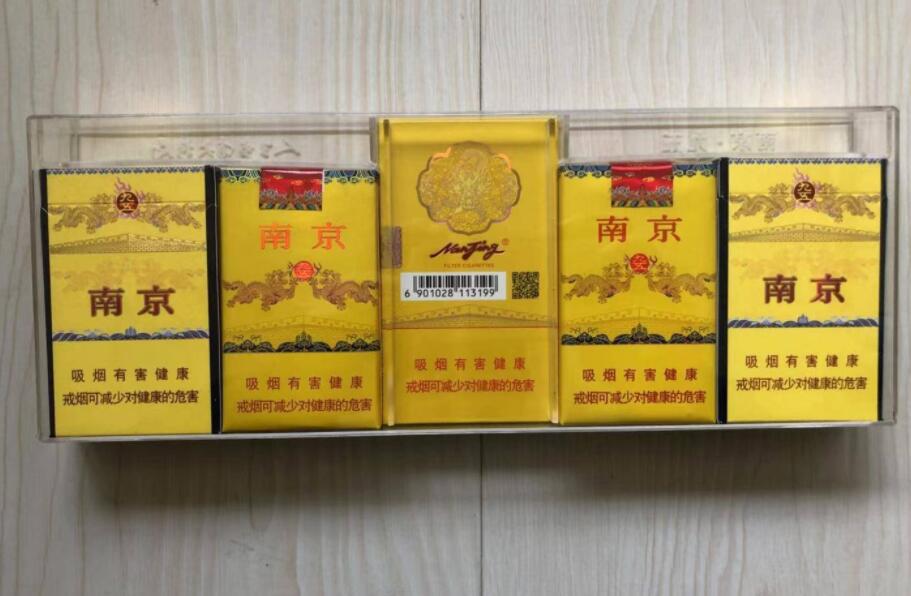 南京
吸烟有害健康
戒烟可减少对健康的危害
南京
吸烟有害健康
戒烟可减少对健康的危害
NanJing®
FILTER CIGARETTES
6 901028 113199
吸烟有害健康
戒烟可减少对健康的危害
南京
吸烟有害健康
戒烟可减少对健康的危害
南京
吸烟有害健康
戒烟可减少对健康的危害